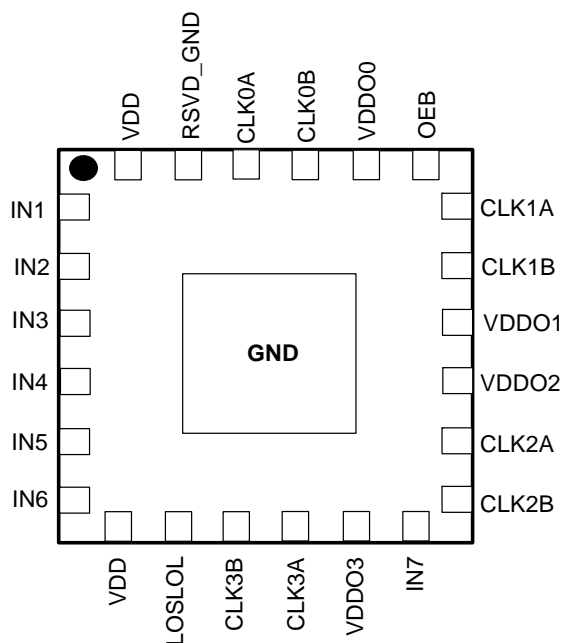 VDD
RSVD_GND
CLK0A
CLK0B
VDDO0
OEB
IN1
IN2
IN3
IN4
IN5
IN6
GND
CLK1A
CLK1B
VDDO1
VDDO2
CLK2A
CLK2B
VDD
LOSLOL
CLK3B
CLK3A
VDDO3
IN7